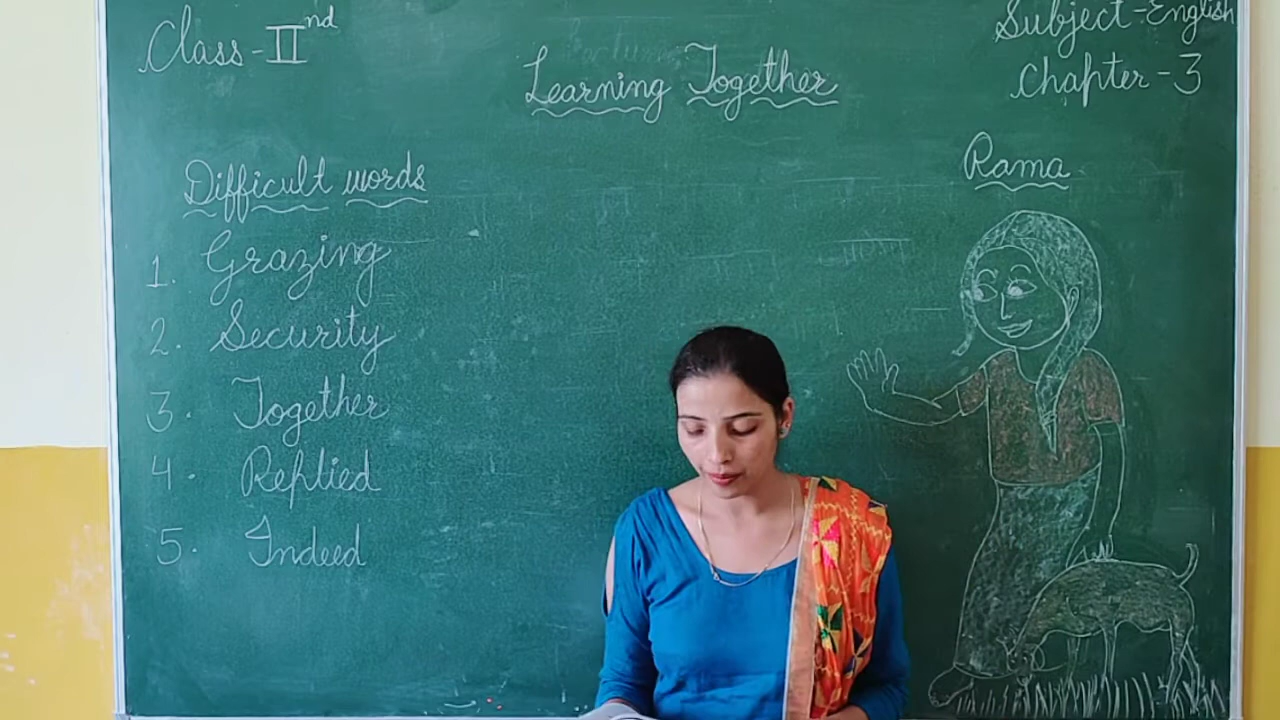 Class-IInd
Subject-English
Chapter-3
Learning Together
Difficult words
1. Grazing
2. Security
3. Together
4. Replied
5. Indeed
Rama